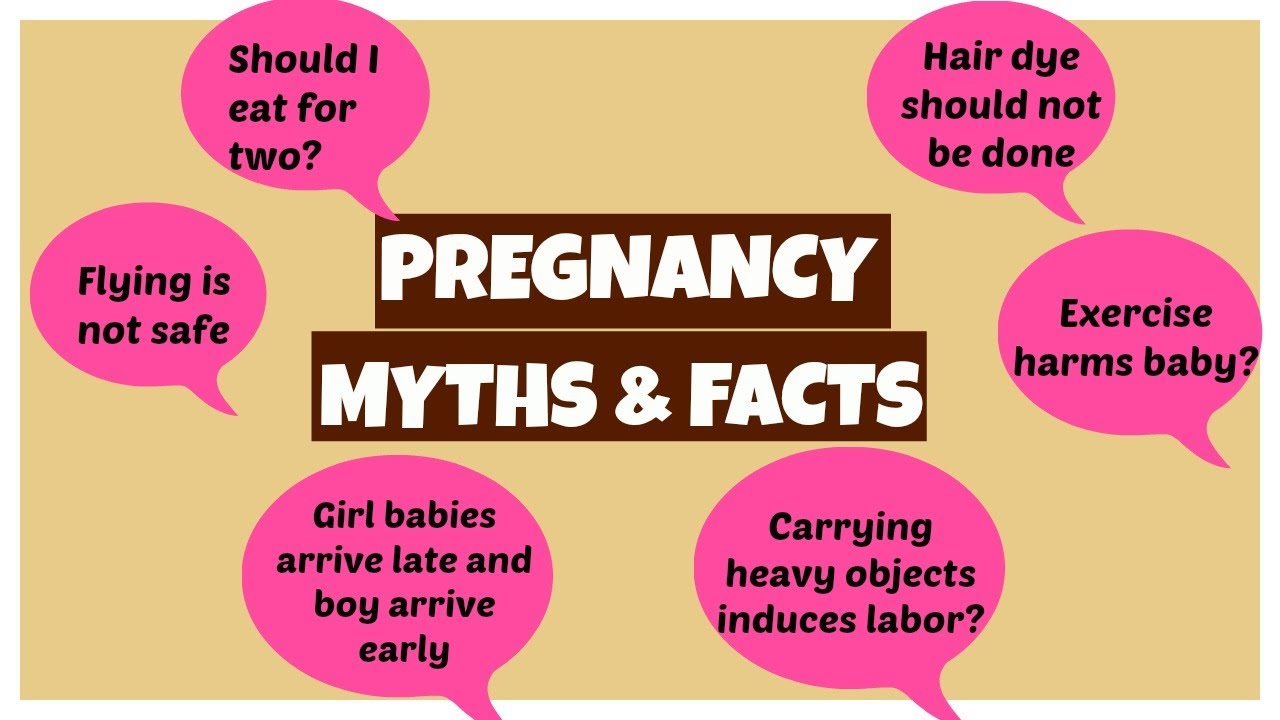 Should I
eat for
two?
Hair dye
should not
be done
Flying is
not safe
PREGNANCY
MYTHS & FACTS
Exercise
harms baby?
Girl babies
arrive late and
boy arrive
early
Carrying
heavy objects
induces labor?